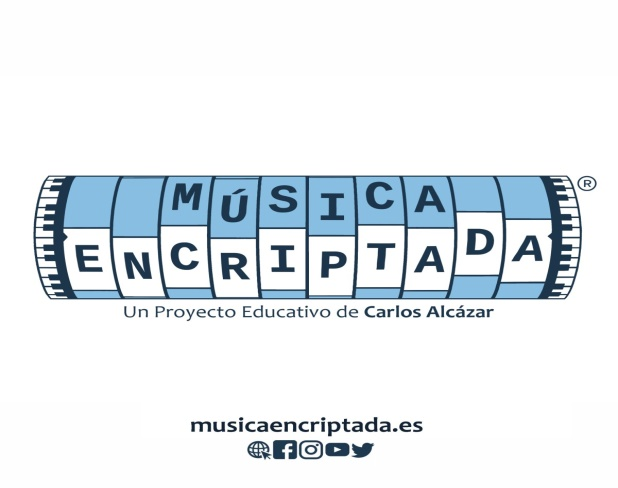 MÚSICA
ENCRIPTADA®
Un Proyecto Educativo de Carlos Alcázar
musicaencriptada.es